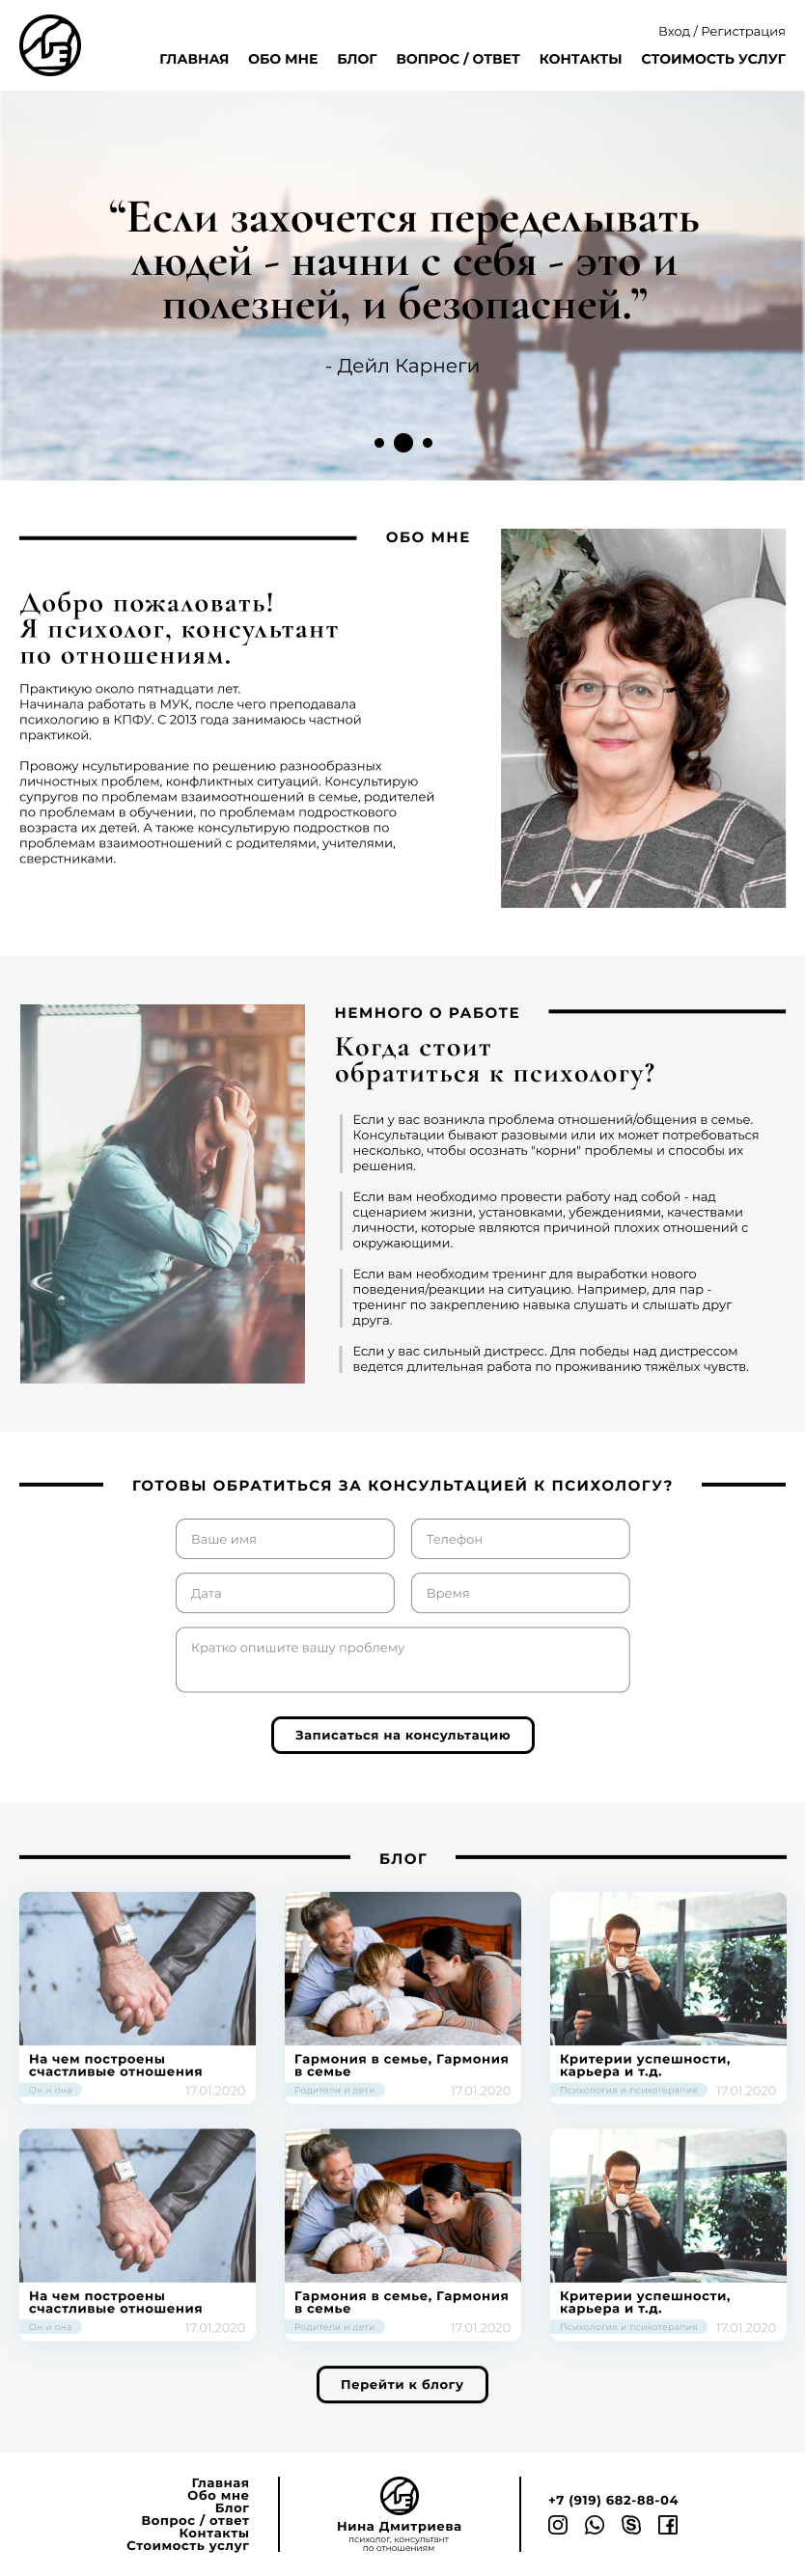 Вход / Регистрация
ГЛАВНАЯ ОБО МНЕ БЛОГ ВОПРОС / ОТВЕТ КОНТАКТЫ СТОИМОСТЬ УСЛУГ
“Если захочется переделывать
людей - начни с себя - это и
полезней, и безопасней.”
- Дейл Карнеги
ОБО МНЕ
Добро пожаловать!
Я психолог, консультант
по отношениям.
Практикую около пятнадцати лет.
Начинала работать в МУК, после чего преподавала
психологию в КПФУ. С 2013 года занимаюсь частной
практикой.
Провожу нсультирование по решению разнообразных
личностных проблем, конфликтных ситуаций. Консультирую
супругов по проблемам взаимоотношений в семье, родителей
по проблемам в обучении, по проблемам подросткового
возраста их детей. А также консультирую подростков по
проблемам взаимоотношений с родителями, учителями,
сверстниками.
НЕМНОГО О РАБОТЕ
Когда стоит
обратиться к психологу?
Если у вас возникла проблема отношений/общения в семье.
Консультации бывают разовыми или их может потребоваться
несколько, чтобы осознать "корни" проблемы и способы их
решения.
Если вам необходимо провести работу над собой - над
сценарием жизни, установками, убеждениями, качествами
личности, которые являются причиной плохих отношений с
окружающими.
Если вам необходим тренинг для выработки нового
поведения/реакции на ситуацию. Например, для пар -
тренинг по закреплению навыка слушать и слышать друг
друга.
Если у вас сильный дистресс. Для победы над дистрессом
ведется длительная работа по проживанию тяжёлых чувств.
ГОТОВЫ ОБРАТИТЬСЯ ЗА КОНСУЛЬТАЦИЕЙ К ПСИХОЛОГУ?
Ваше имя
Телефон
Дата
Время
Кратко опишите вашу проблему
Записаться на консультацию
БЛОГ
На чем построены
счастливые отношения
Он и она
17.01.2020
Гармония в семье, Гармония
в семье
Родители и дети
17.01.2020
Критерии успешности,
карьера и т.д.
Психология и психотерапия
17.01.2020
На чем построены
счастливые отношения
Он и она
17.01.2020
Гармония в семье, Гармония
в семье
Родители и дети
17.01.2020
Критерии успешности,
карьера и т.д.
Психология и психотерапия
17.01.2020
Перейти к блогу
Главная
Обо мне
Блог
Вопрос / ответ
Контакты
Стоимость услуг
Нина Дмитриева
психолог, консультант
по отношениям
+7 (919) 682-88-04